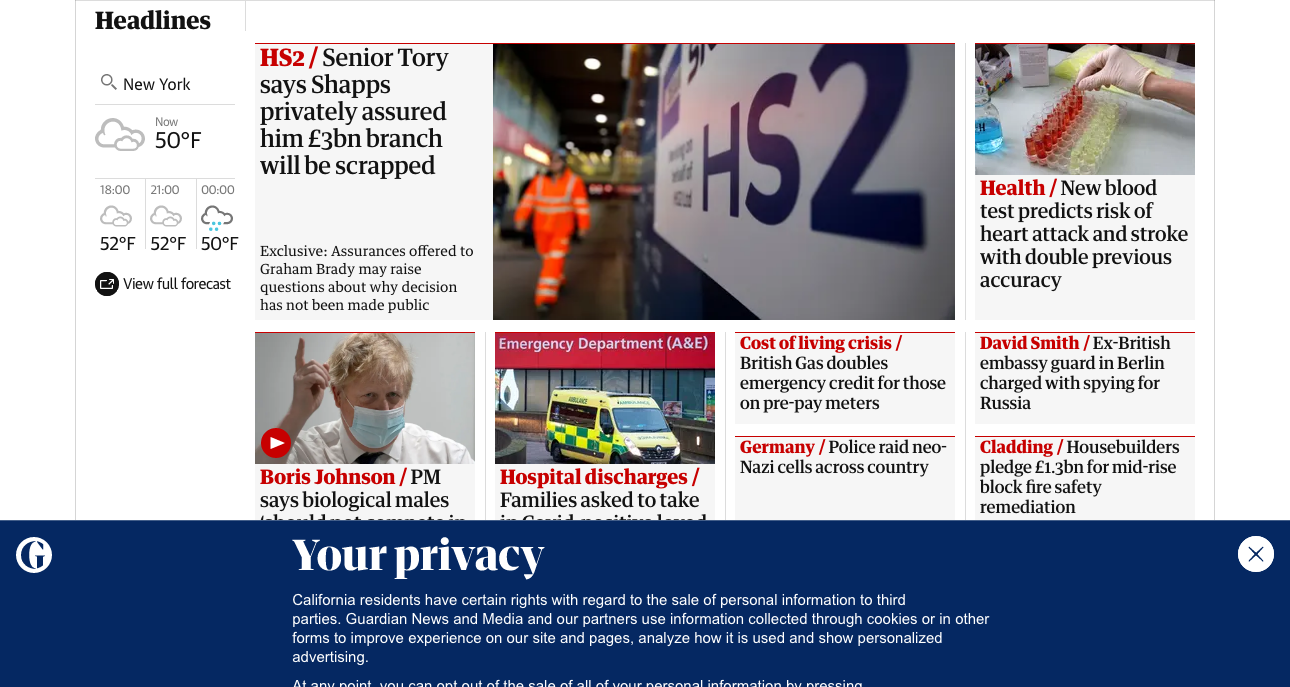 Headlines
New York
Now
50°F
18:00
21:00
00:00
52°F
52°F
50°F
View full forecast
HS2 / Senior Tory
says Shapps
privately assured
him £3bn branch
will be scrapped
Exclusive: Assurances offered to
Graham Brady may raise
questions about why decision
has not been made public
HS2
Health / New blood
test predicts risk of
heart attack and stroke
with double previous
accuracy
Boris Johnson / PM
says biological males
‘should not compete in
Emergency Department (A&E)
AMBULANCE
Hospital discharges /
Families asked to take
in Covid-positive loved
Cost of living crisis /
British Gas doubles
emergency credit for those
on pre-pay meters
Germany / Police raid neo-
Nazi cells across country
David Smith / Ex-British
embassy guard in Berlin
charged with spying for
Russia
Cladding / Housebuilders
pledge £1.3bn for mid-rise
block fire safety
remediation
G
Your privacy
California residents have certain rights with regard to the sale of personal information to third
parties. Guardian News and Media and our partners use information collected through cookies or in other
forms to improve experience on our site and pages, analyze how it is used and show personalized
advertising.
At any point, you can opt out of the sale of all of your personal information by pressing